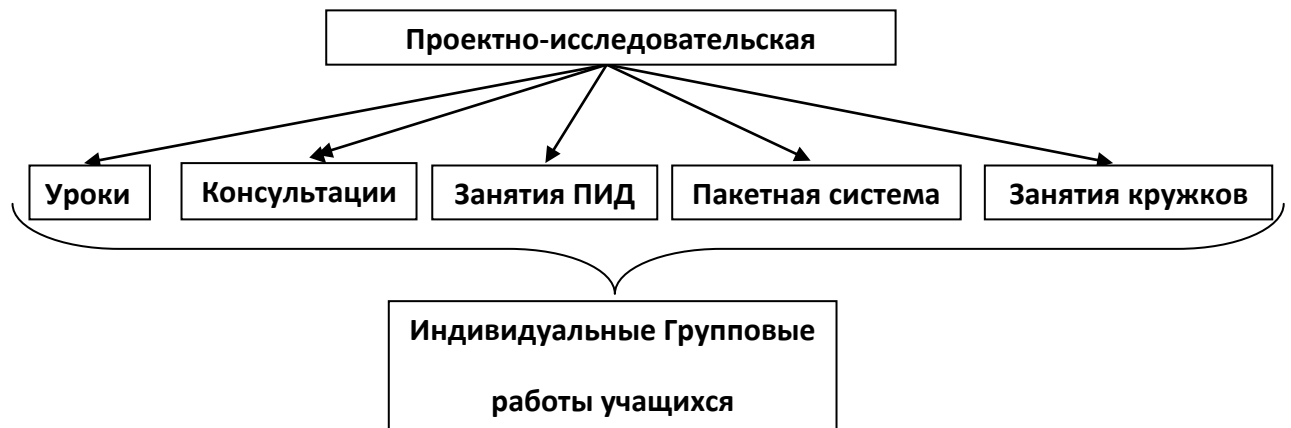 Проектно-исследовательская
Уроки
Консультации
Занятия ПИД
Пакетная система
Занятия кружков
Индивидуальные Групповые
работы учащихся